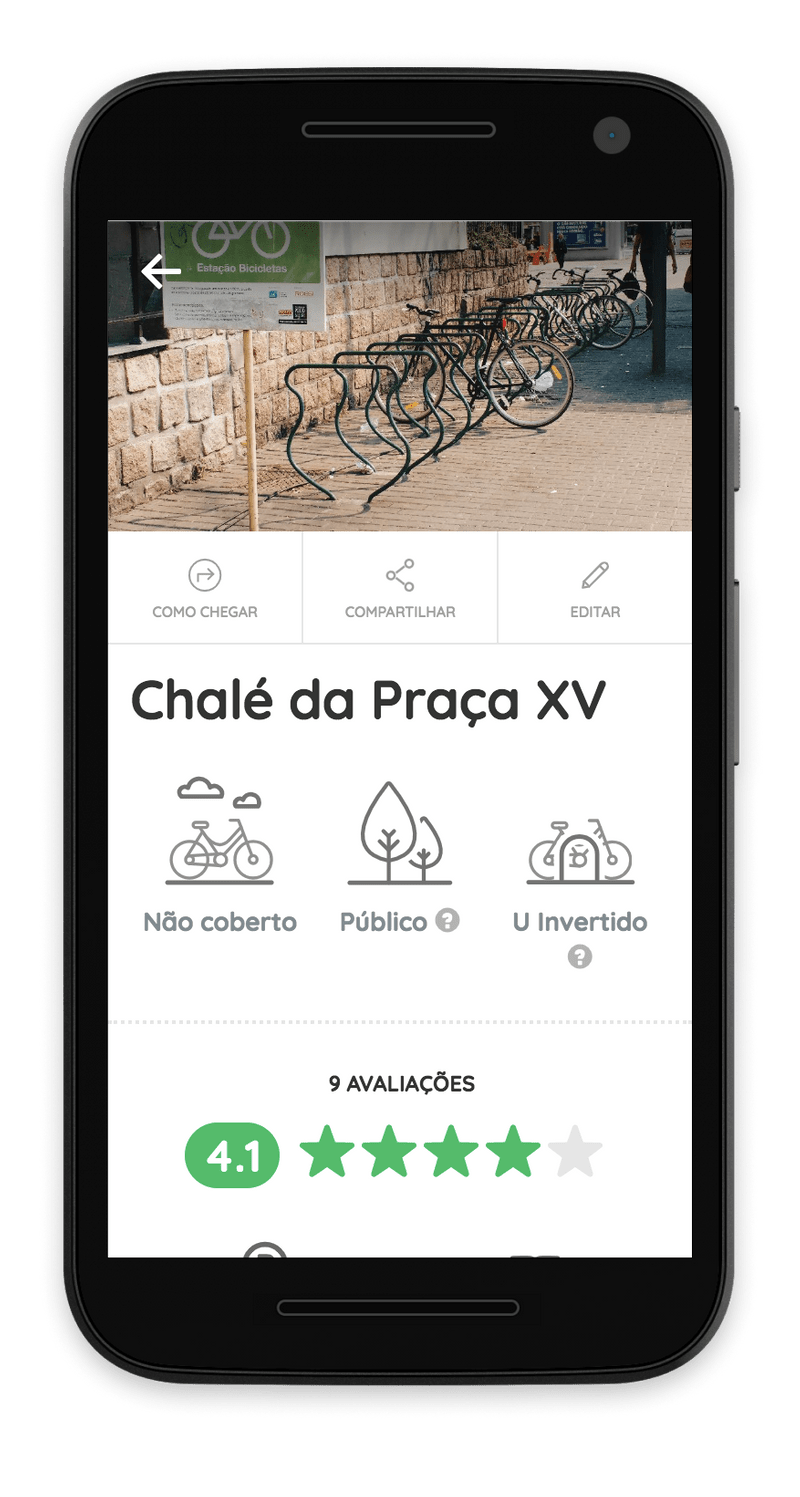 Estação Bicicletas
COMO CHEGAR
COMPARTILHAR
EDITAR
Chalé da Praça XV
Não coberto
Público ?
U Invertido
?
9 AVALIAÇÕES
4.1